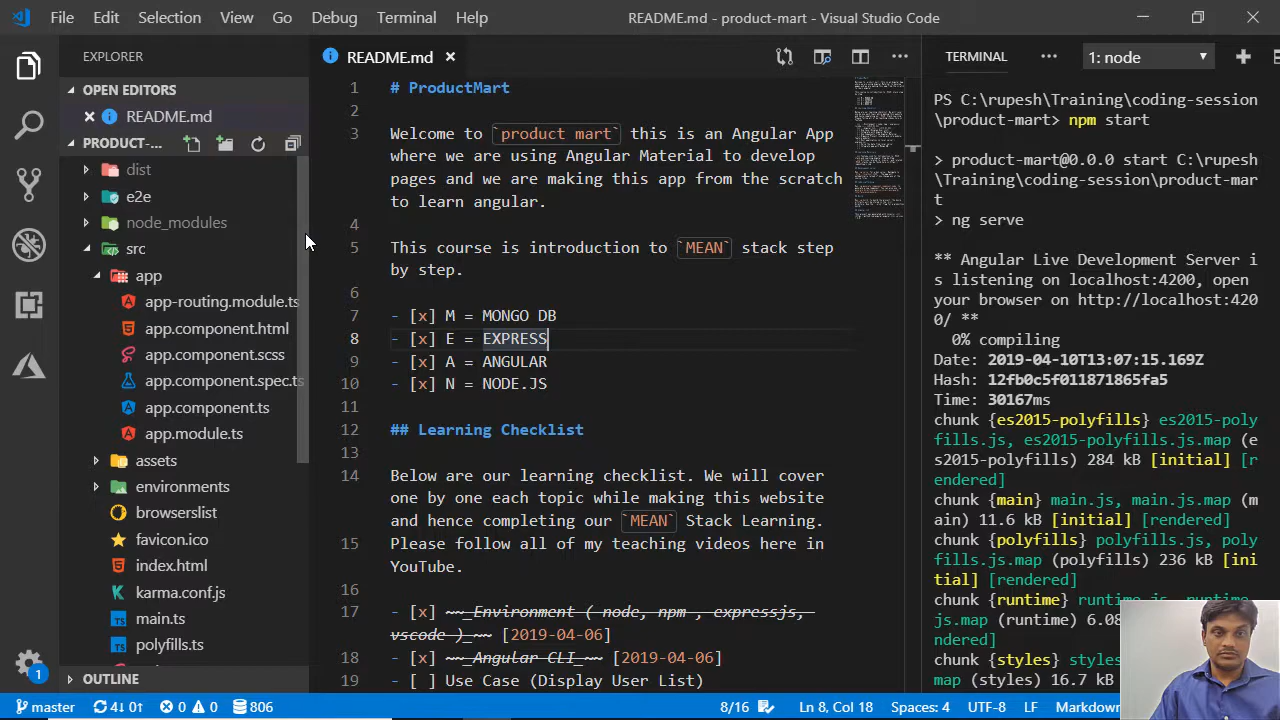 File Edit Selection View Go Debug Terminal Help README.md - product-mart - Visual Studio Code
EXPLORER
OPEN EDITORS
README.md
PRODUCT-...
dist
e2e
node_modules
src
app
app-routing.module.ts
app.component.html
app.component.scss
app.component.spec.ts
app.component.ts
app.module.ts
assets
environments
browserslist
favicon.ico
index.html
karma.conf.js
main.ts
polyfills.ts
OUTLINE
README.md
1 # ProductMart
2
3 Welcome to `product mart` this is an Angular App
where we are using Angular Material to develop
pages and we are making this app from the scratch
to learn angular.
4
5 This course is introduction to `MEAN` stack step
by step.
6
7 - [x] M = MONGO DB
8 - [x] E = EXPRESS
9 - [x] A = ANGULAR
10 - [x] N = NODE.JS
11
12 ## Learning Checklist
13
14 Below are our learning checklist. We will cover
one by one each topic while making this website
and hence completing our `MEAN` Stack Learning.
15 Please follow all of my teaching videos here in
YouTube.
16
17 - [x] ~~_Environment ( node, npm , expressjs,
vscode )_~~ [2019-04-06]
18 - [x] ~~_Angular CLI_~~ [2019-04-06]
19 - [ ] Use Case (Display User List)
TERMINAL ... 1: node
PS C:\rupesh\Training\coding-session
\product-mart> npm start
> product-mart@0.0.0 start C:\rupesh
\Training\coding-session\product-mar
t
> ng serve
** Angular Live Development Server i
s listening on localhost:4200, open
your browser on http://localhost:420
0/ **
0% compiling
Date: 2019-04-10T13:07:15.169Z
Hash: 12fb0c5f011871865fa5
Time: 30167ms
chunk {es2015-polyfills} es2015-poly
fills.js, es2015-polyfills.js.map (e
s2015-polyfills) 284 kB [initial] [r
endered]
chunk {main} main.js, main.js.map (m
ain) 11.6 kB [initial] [rendered]
chunk {polyfills} polyfills.js, poly
fills.js.map (polyfills) 236 kB [ini
tial] [rendered]
chunk {runtime} runtime.js, runtime.
js.map (runtime) 6.08
ndered]
chunk {styles} styles
map (styles) 16.7 kB
1
master 4↓ 0↑ 0 0 806 8/16 Ln 8, Col 18 Spaces: 4 UTF-8 LF Markdown